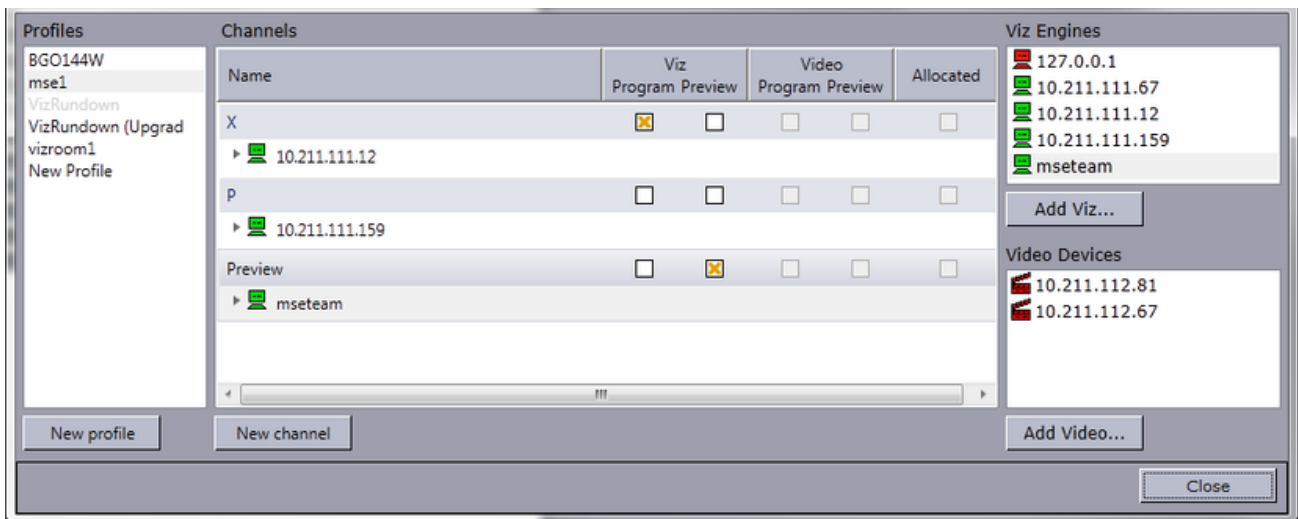 Profiles
Channels
Viz Engines
BGO144W
mse1
VizRundown
VizRundown (Upgrad
vizroom1
New Profile
Name
Viz
Program Preview
Video
Program Preview
Allocated
X
10.211.111.12
P
10.211.111.159
Preview
mseteam
127.0.0.1
10.211.111.67
10.211.111.12
10.211.111.159
mseteam
Add Viz...
Video Devices
10.211.112.81
10.211.112.67
New profile
New channel
Add Video...
Close